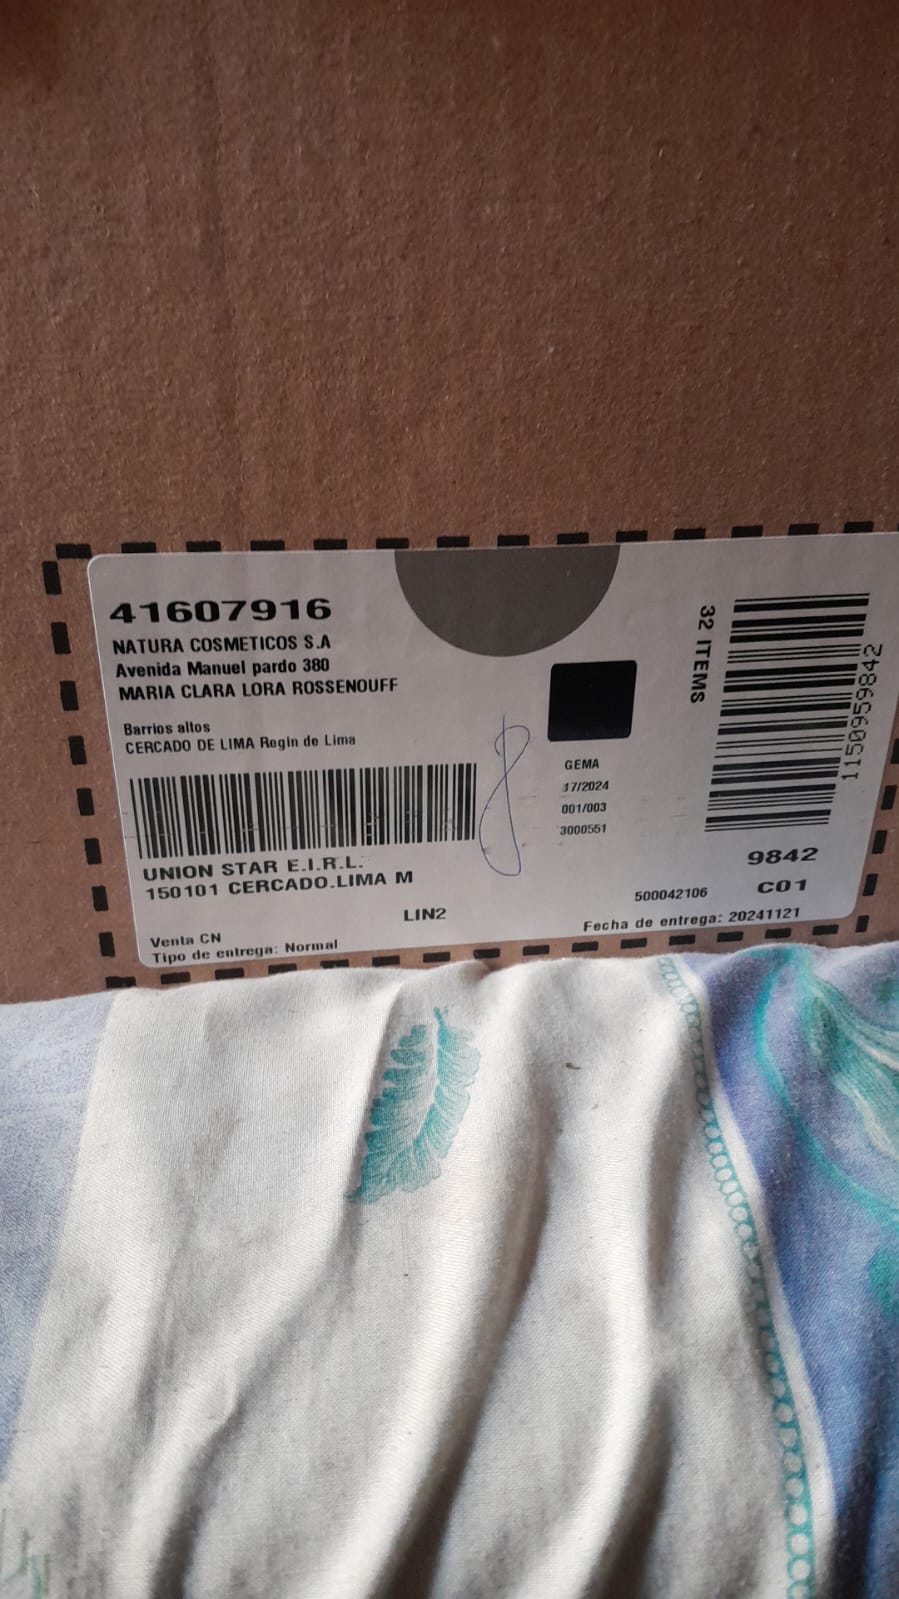 41607916
NATURA COSMETICOS S.A
Avenida Manuel pardo 380
MARIA CLARA LORA ROSSENOUFF
Barrios altos
CERCADO DE LIMA Regin de Lima
UNION STAR E.I.R.L.
150101 CERCADO.LIMA M
LIN2
Venta CN
Tipo de entrega: Normal
GEMA
17/2024
001/003
3000551
32 ITEMS
1150959842
9842
500042106
C01
Fecha de entrega: 20241121